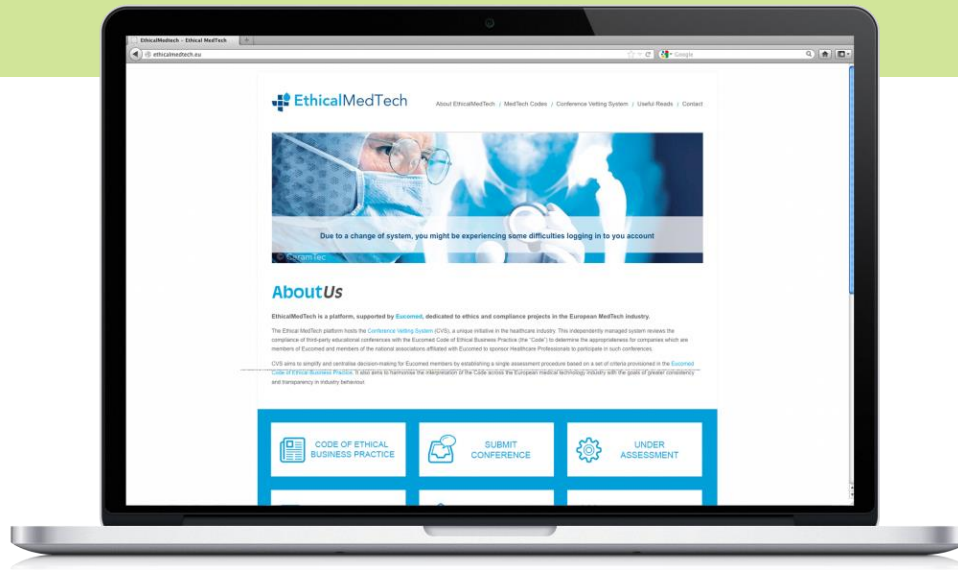 EthicalMedtech - Ethical MedTech
ethicalmedtech.eu
Google
EthicalMedTech
About EthicalMedTech / MedTech Codes / Conference Vetting System / Useful Reads / Contact
Due to a change of system, you might be experiencing some difficulties logging in to you account
© CeramTec
AboutUs
EthicalMedTech is a platform, supported by Eucomed, dedicated to ethics and compliance projects in the European MedTech industry.
The Ethical MedTech platform hosts the Conference Vetting System (CVS), a unique initiative in the healthcare industry. This independently managed system reviews the
compliance of third-party educational conferences with the Eucomed Code of Ethical Business Practice (the "Code") to determine the appropriateness for companies which are
members of Eucomed and members of the national associations affiliated with Eucomed to sponsor Healthcare Professionals to participate in such conferences.
CVS aims to simplify and centralise decision-making for Eucomed members by establishing a single assessment procedure based on a set of criteria provisioned in the Eucomed
Code of Ethical Business Practice. It also aims to harmonise the interpretation of the Code across the European medical technology industry with the goals of greater consistency
and transparency in industry behaviour.
CODE OF ETHICAL
BUSINESS PRACTICE
SUBMIT
CONFERENCE
UNDER
ASSESSMENT